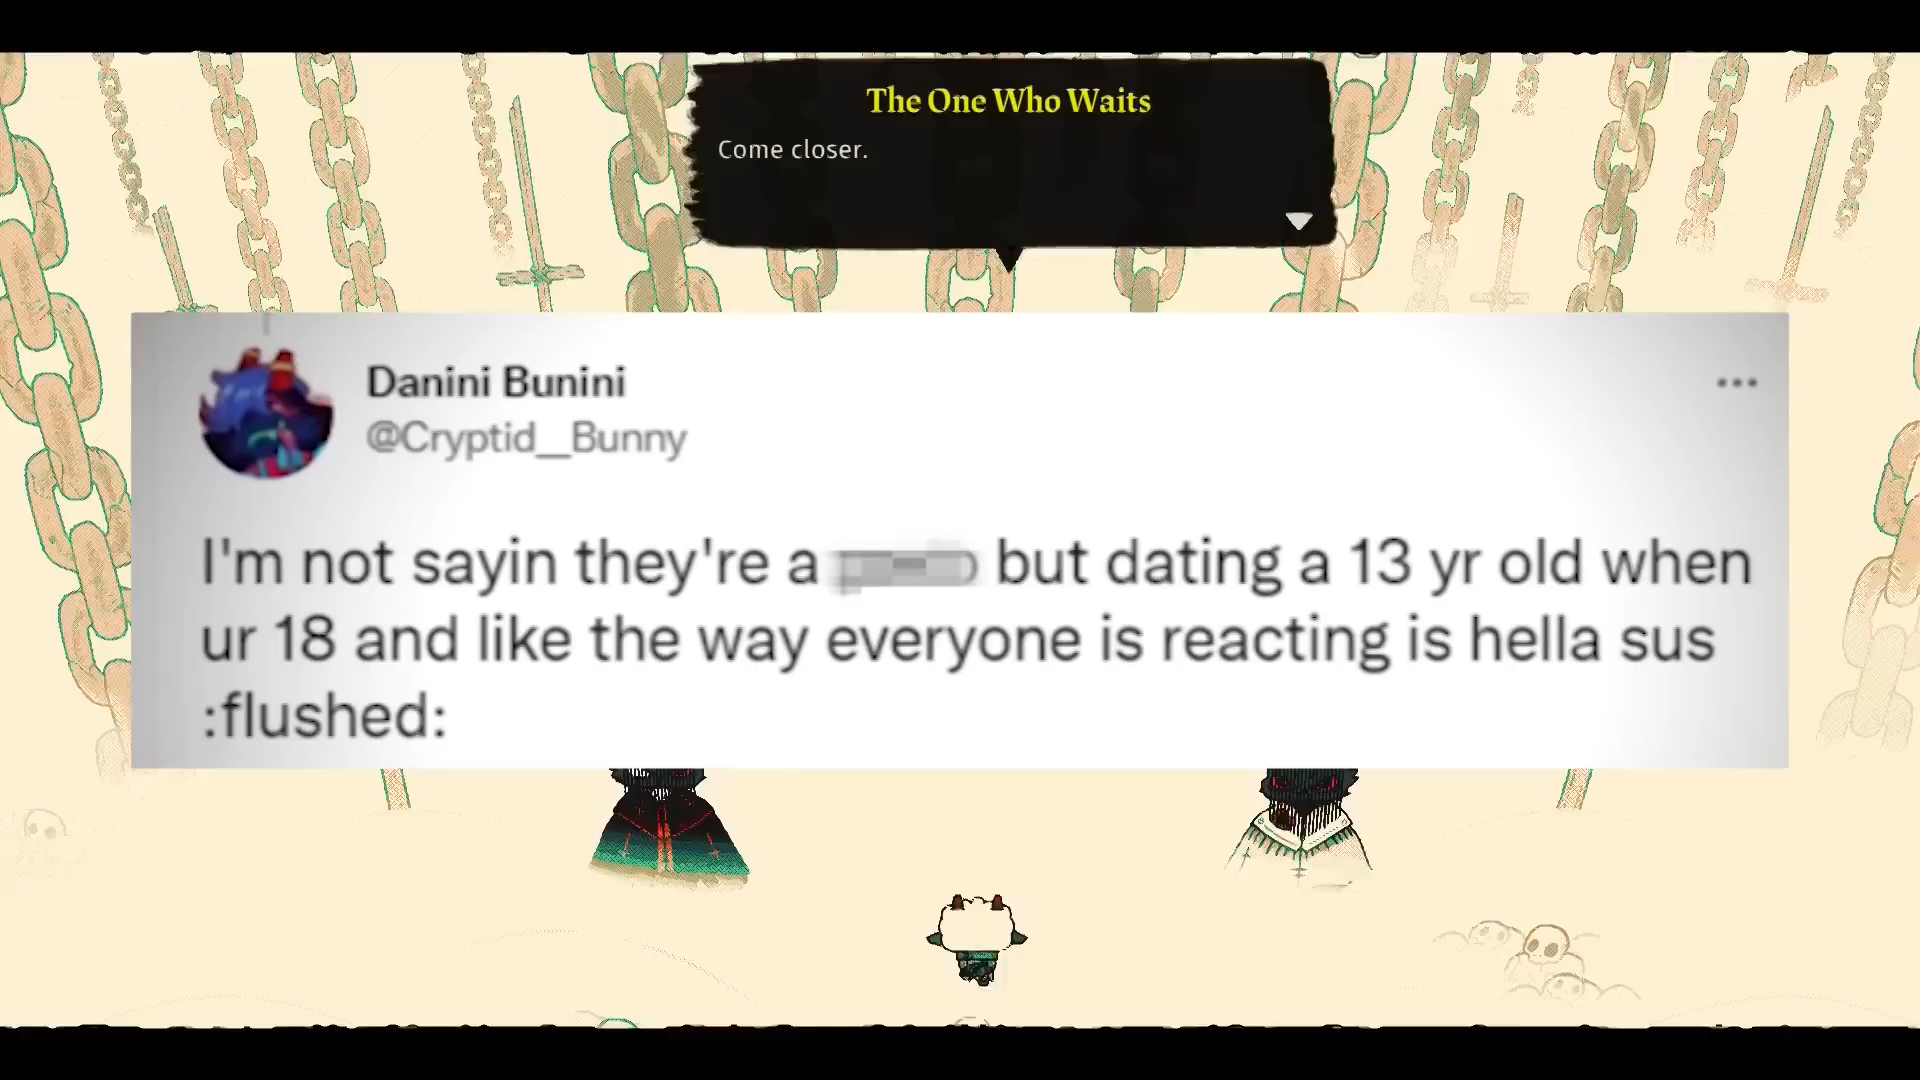 The One Who Waits
Come closer.
Danini Bunini
@Cryptid__Bunny
I'm not sayin they're a but dating a 13 yr old when
ur 18 and like the way everyone is reacting is hella sus
:flushed: